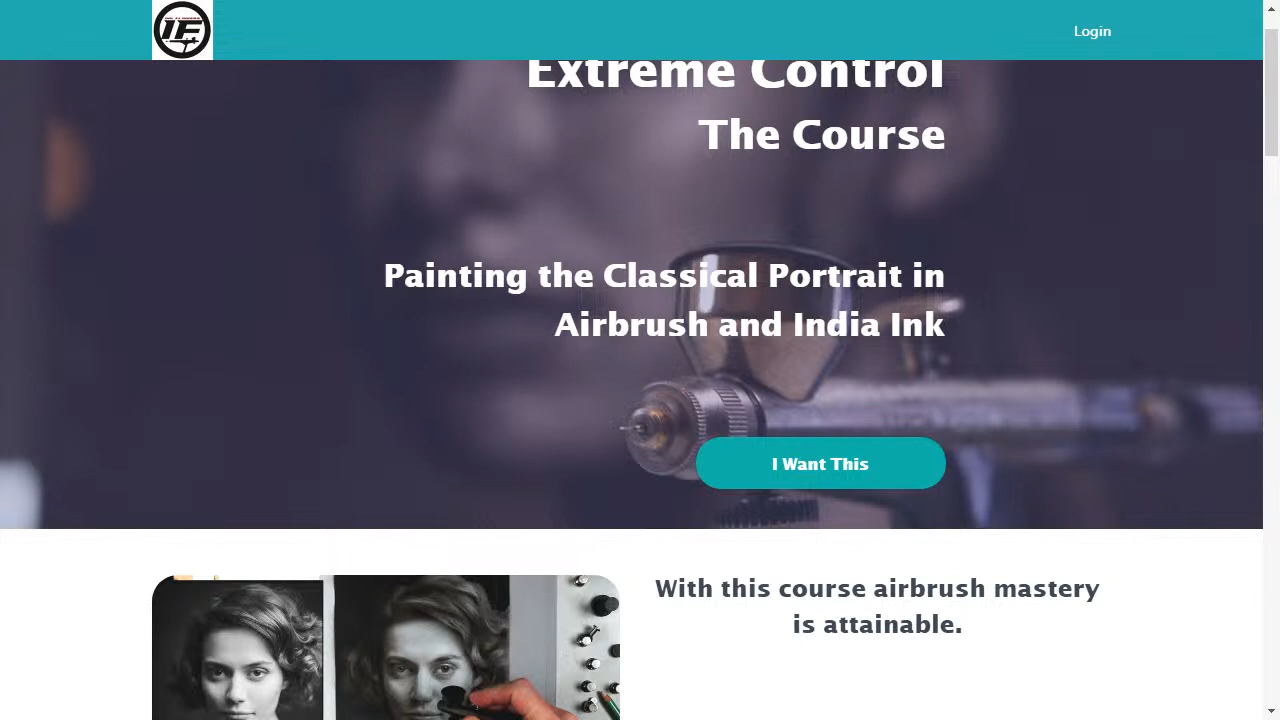 IF
Login
Extreme Control
The Course
Painting the Classical Portrait in
Airbrush and India Ink
I Want This
With this course airbrush mastery
is attainable.